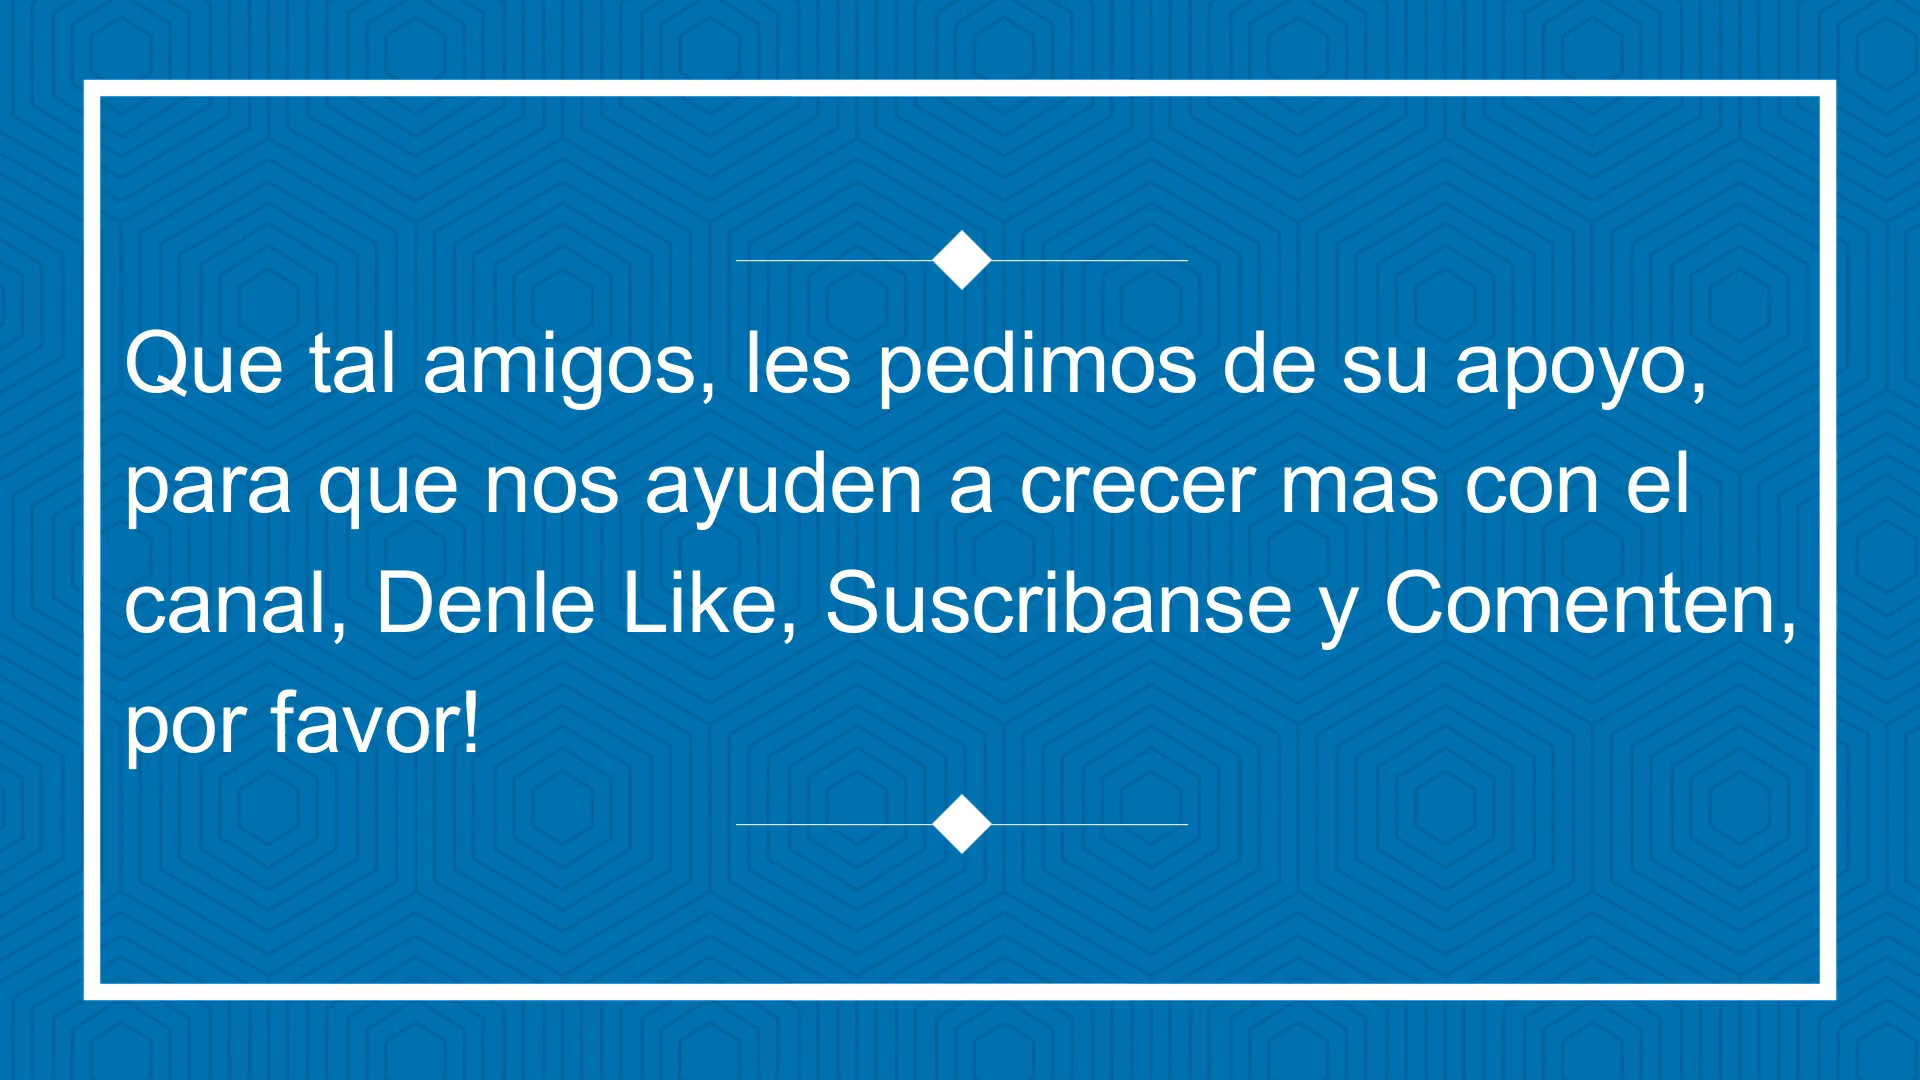 Que tal amigos, les pedimos de su apoyo,
para que nos ayuden a crecer mas con el
canal, Denle Like, Suscribanse y Comenten,
por favor!